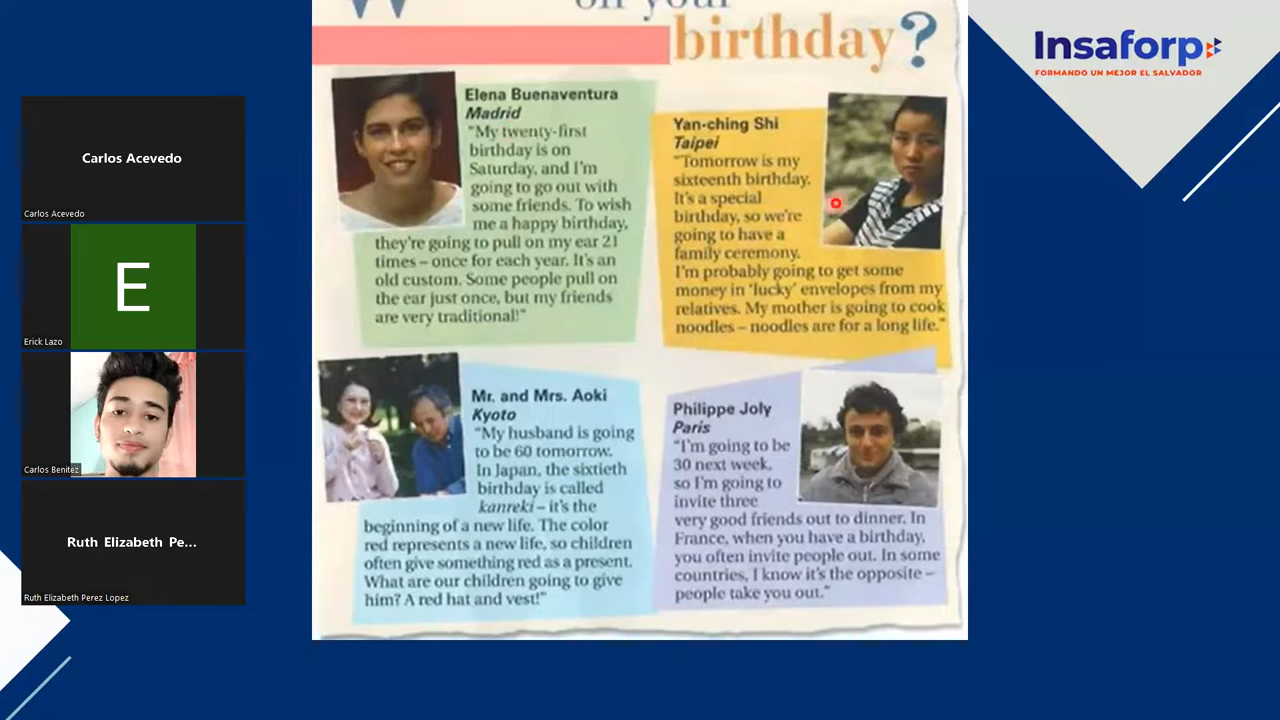 on your
birthday?
Elena Buenaventura
Madrid
"My twenty-first
birthday is on
Saturday, and I'm
going to go out with
some friends. To wish
me a happy birthday,
they're going to pull on my ear 21
times – once for each year. It's an
old custom. Some people pull on
the ear just once, but my friends
are very traditional!"
Yan-ching Shi
Taipei
"Tomorrow is my
sixteenth birthday.
It's a special
birthday, so we're
going to have a
family ceremony.
I'm probably going to get some
money in 'lucky' envelopes from my
relatives. My mother is going to cook
noodles – noodles are for a long life."
Mr. and Mrs. Aoki
Kyoto
"My husband is going
to be 60 tomorrow.
In Japan, the sixtieth
birthday is called
kanreki – it's the
beginning of a new life. The color
red represents a new life, so children
often give something red as a present.
What are our children going to give
him? A red hat and vest!"
Philippe Joly
Paris
"I'm going to be
30 next week,
so I'm going to
invite three
very good friends out to dinner. In
France, when you have a birthday,
you often invite people out. In some
countries, I know it's the opposite –
people take you out."
Insaforp
FORMANDO UN MEJOR EL SALVADOR
Carlos Acevedo
Carlos Acevedo
E
Erick Lazo
Carlos Benitez
Ruth Elizabeth Pe...
Ruth Elizabeth Perez Lopez